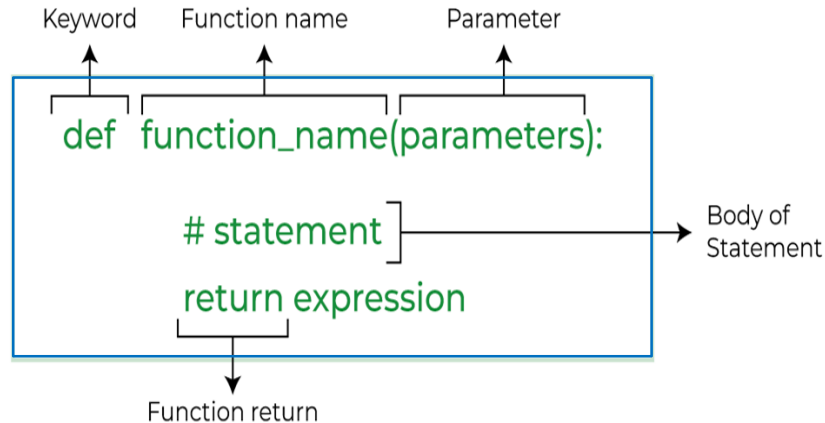 Keyword Function name Parameter
def function_name(parameters):
# statement
Body of
Statement
return expression
Function return